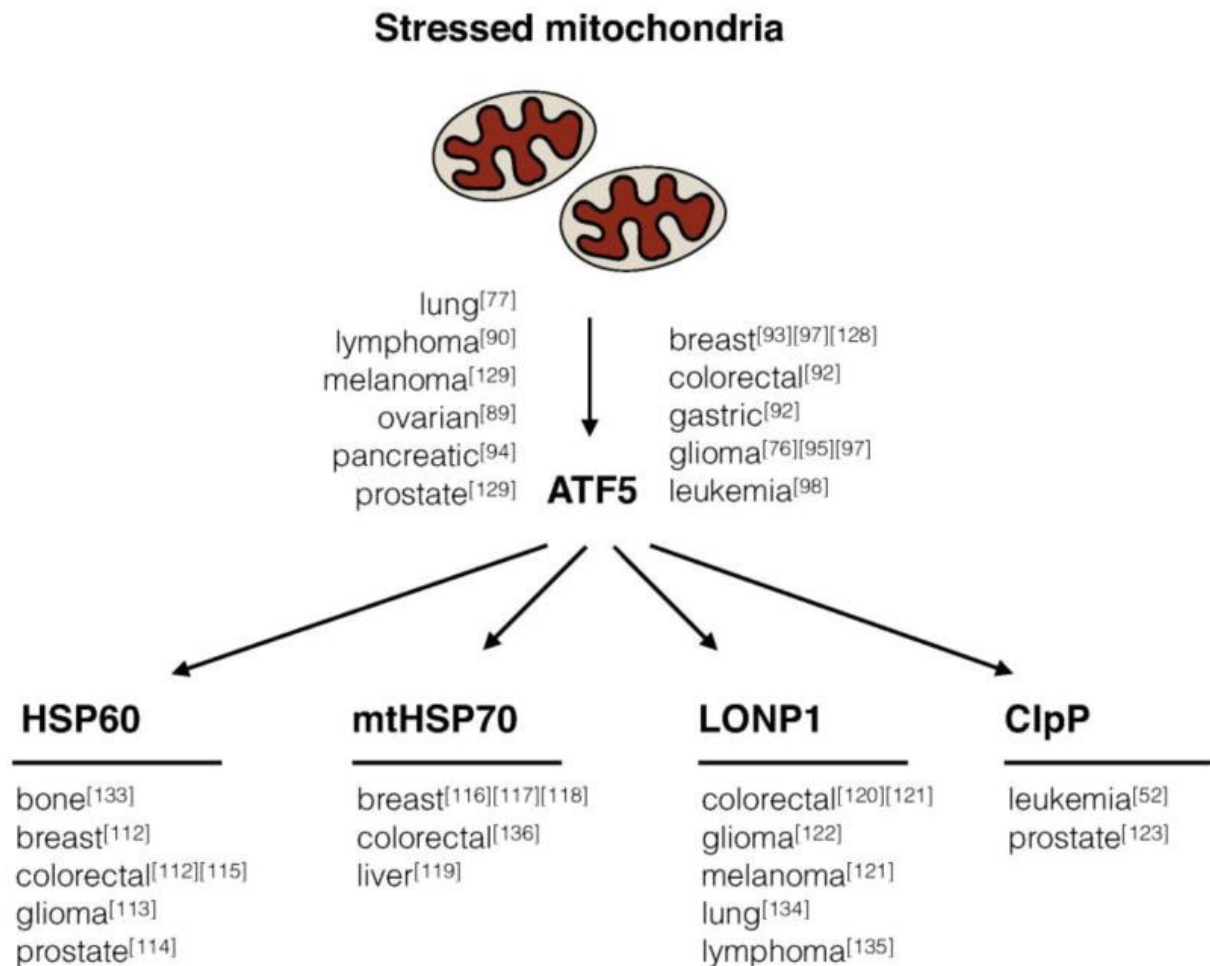 Stressed mitochondria
lung[77]
lymphoma[90]
melanoma[129]
ovarian[89]
pancreatic[94]
prostate[129]
breast[93][97][128]
colorectal[92]
gastric[92]
glioma[76][95][97]
leukemia[98]
ATF5
HSP60
bone[133]
breast[112]
colorectal[112][115]
glioma[113]
prostate[114]
mtHSP70
breast[116][117][118]
colorectal[136]
liver[119]
LONP1
colorectal[120][121]
glioma[122]
melanoma[121]
lung[134]
lymphoma[135]
ClpP
leukemia[52]
prostate[123]